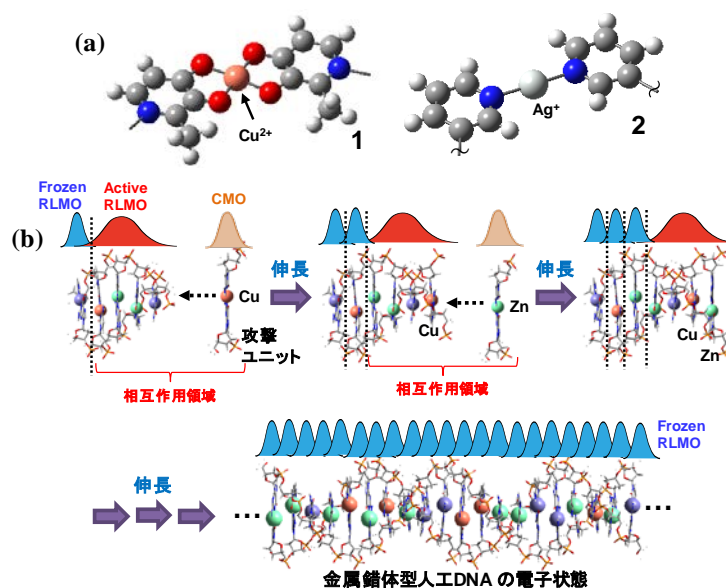 (a)
Cu²⁺
1
Ag⁺
2
Frozen RLMO
Active RLMO
CMO
(b)
Cu
攻撃ユニット
相互作用領域
伸長
Zn
Cu
相互作用領域
伸長
Cu
Zn
伸長
Frozen RLMO
...
...
金属錯体型人工DNA の電子状態